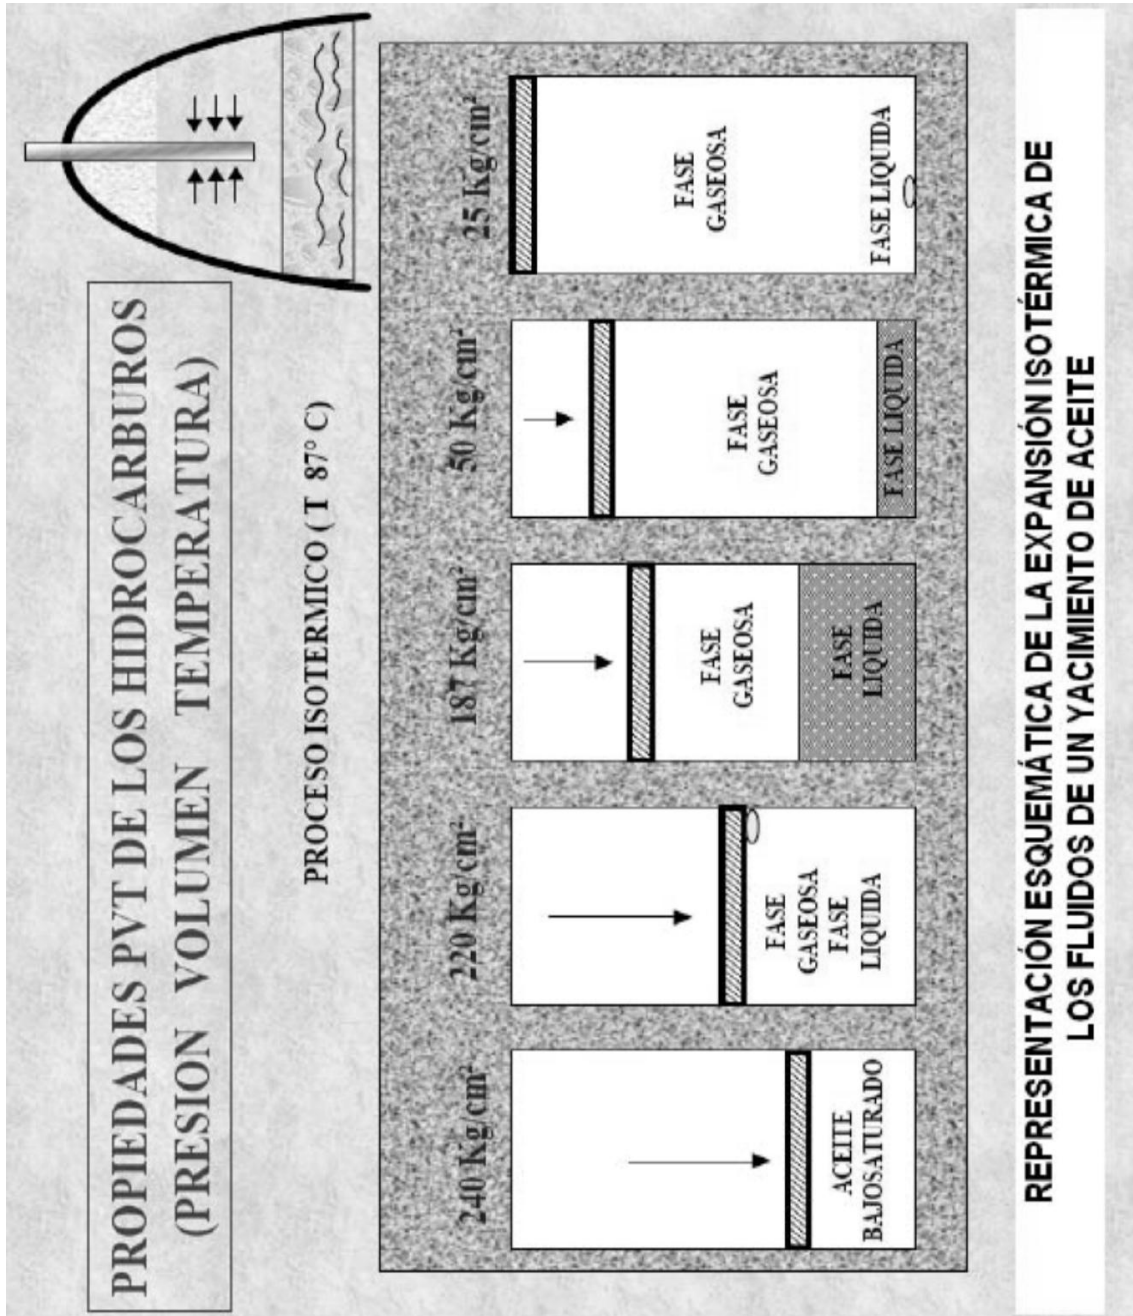 PROPIEDADES PVT DE LOS HIDROCARBUROS
(PRESION VOLUMEN TEMPERATURA)
PROCESO ISOTERMICO ( T 87° C)
240 Kg/cm²
220 Kg/cm²
187 Kg/cm²
50 Kg/cm²
25 Kg/cm²
ACEITE
BAJOSATURADO
FASE
GASEOSA
FASE
LIQUIDA
FASE
GASEOSA
FASE
LIQUIDA
FASE
GASEOSA
FASE LIQUIDA
FASE
GASEOSA
FASE LIQUIDA
REPRESENTACIÓN ESQUEMÁTICA DE LA EXPANSIÓN ISOTÉRMICA DE
LOS FLUIDOS DE UN YACIMIENTO DE ACEITE